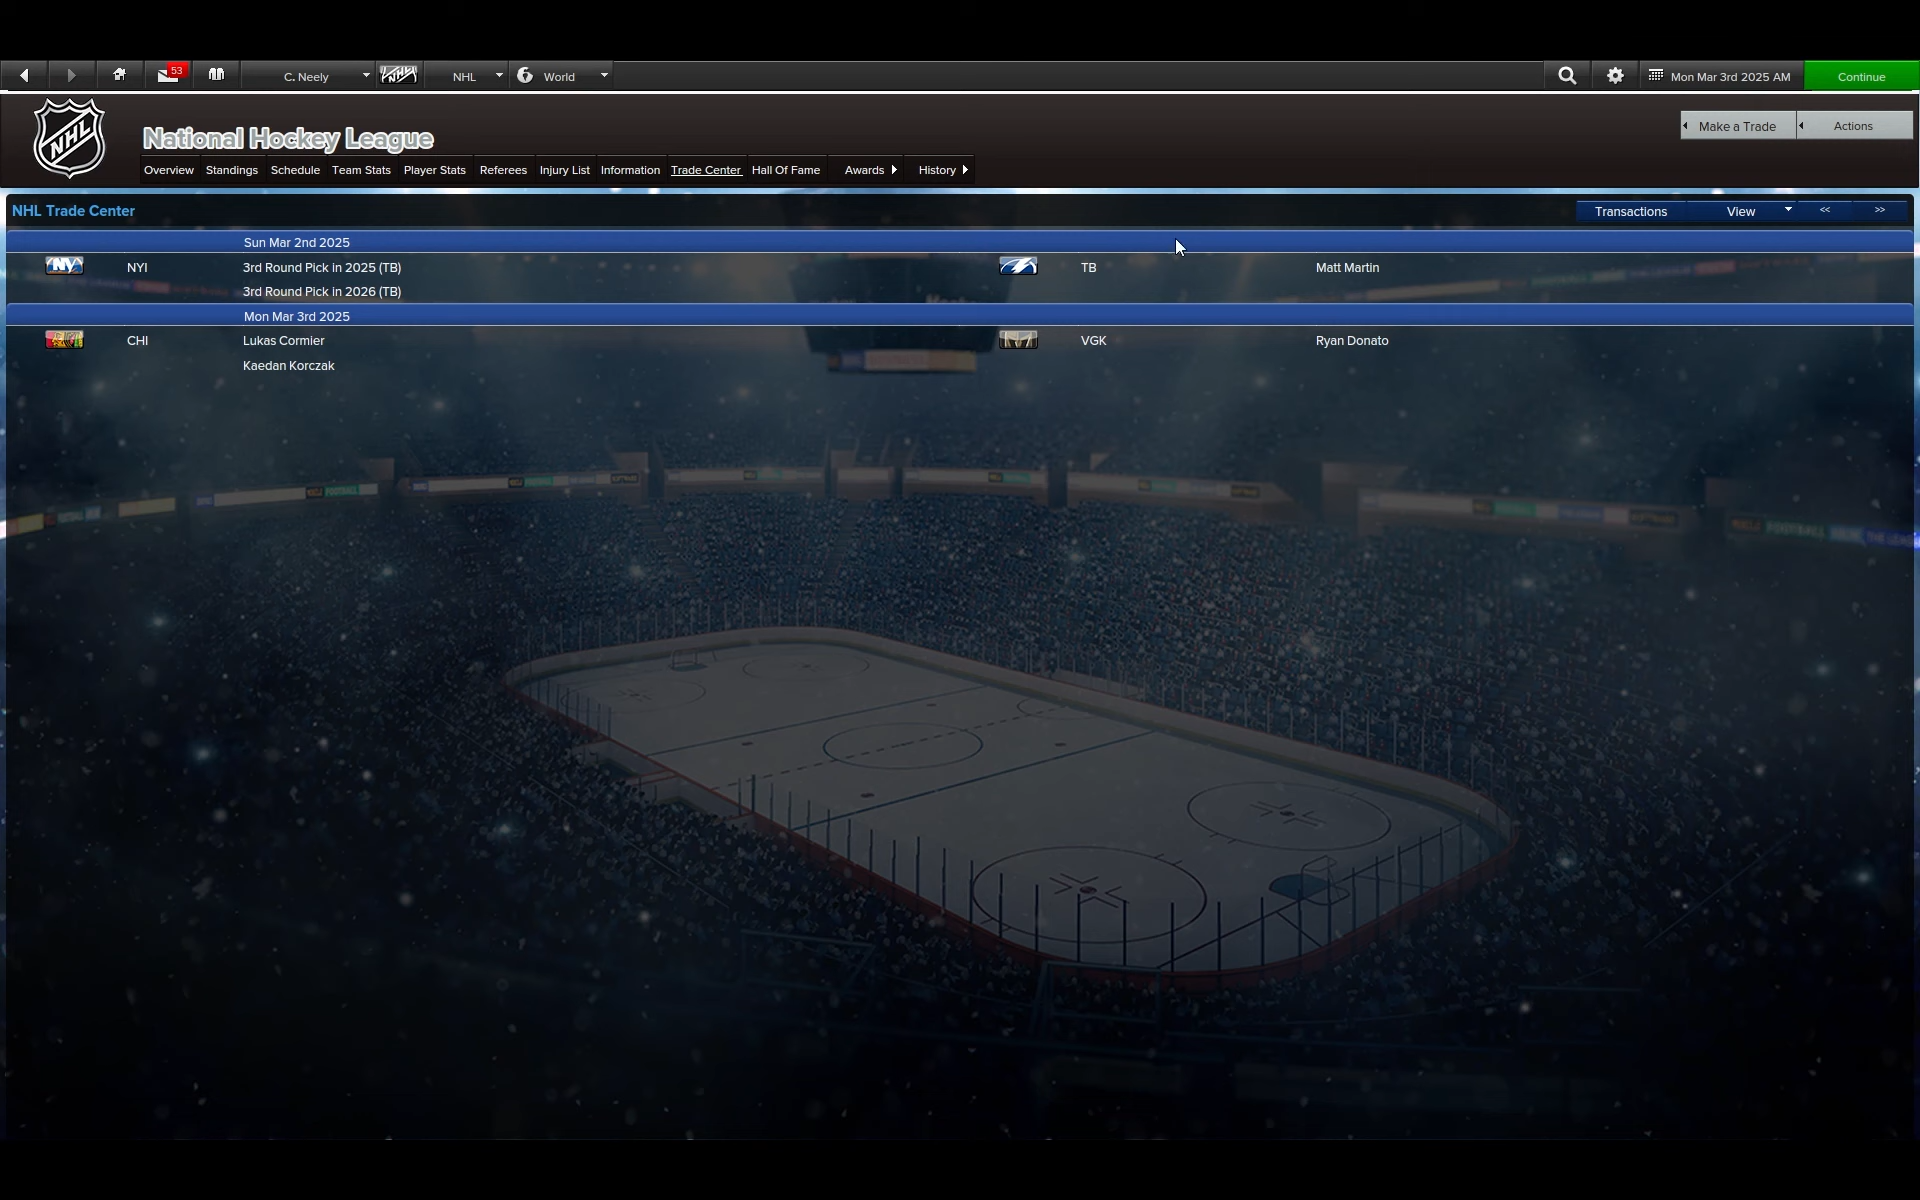 53
C. Neely
NHL
World
Mon Mar 3rd 2025 AM
Continue
NHL
National Hockey League
Make a Trade
Actions
Overview
Standings
Schedule
Team Stats
Player Stats
Referees
Injury List
Information
Trade Center
Hall Of Fame
Awards
History
NHL Trade Center
Transactions
View
<<
>>
Sun Mar 2nd 2025
NY
NYI
3rd Round Pick in 2025 (TB)
TB
Matt Martin
3rd Round Pick in 2026 (TB)
Mon Mar 3rd 2025
CHI
Lukas Cormier
VGK
Ryan Donato
Kaedan Korczak